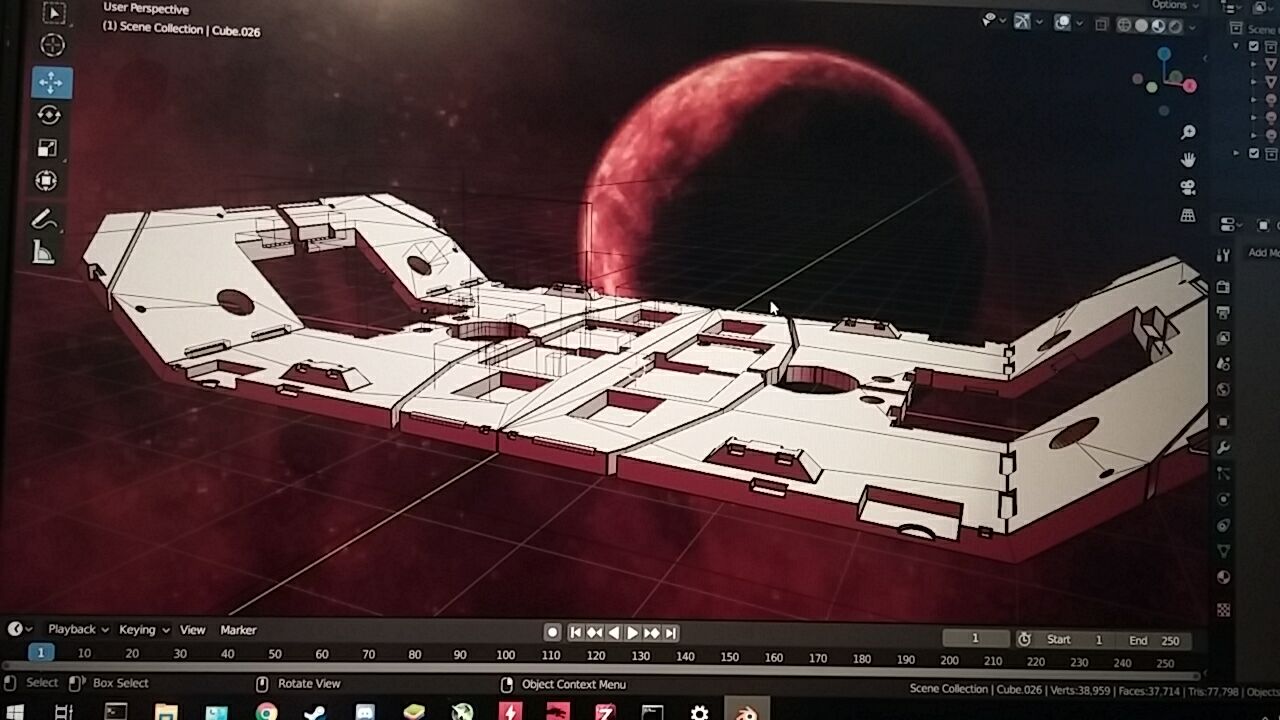 User Perspective
(1) Scene Collection | Cube.026
Options
Scene
Add Mo
Playback
Keying
View
Marker
1
Start 1
End 250
1 10 20 30 40 50 60 70 80 90 100 110 120 130 140 150 160 170 180 190 200 210 220 230 240 250
Select
Box Select
Rotate View
Object Context Menu
Scene Collection | Cube.026 | Verts:38,959 | Faces:37,714 | Tris:77,798 | Objects